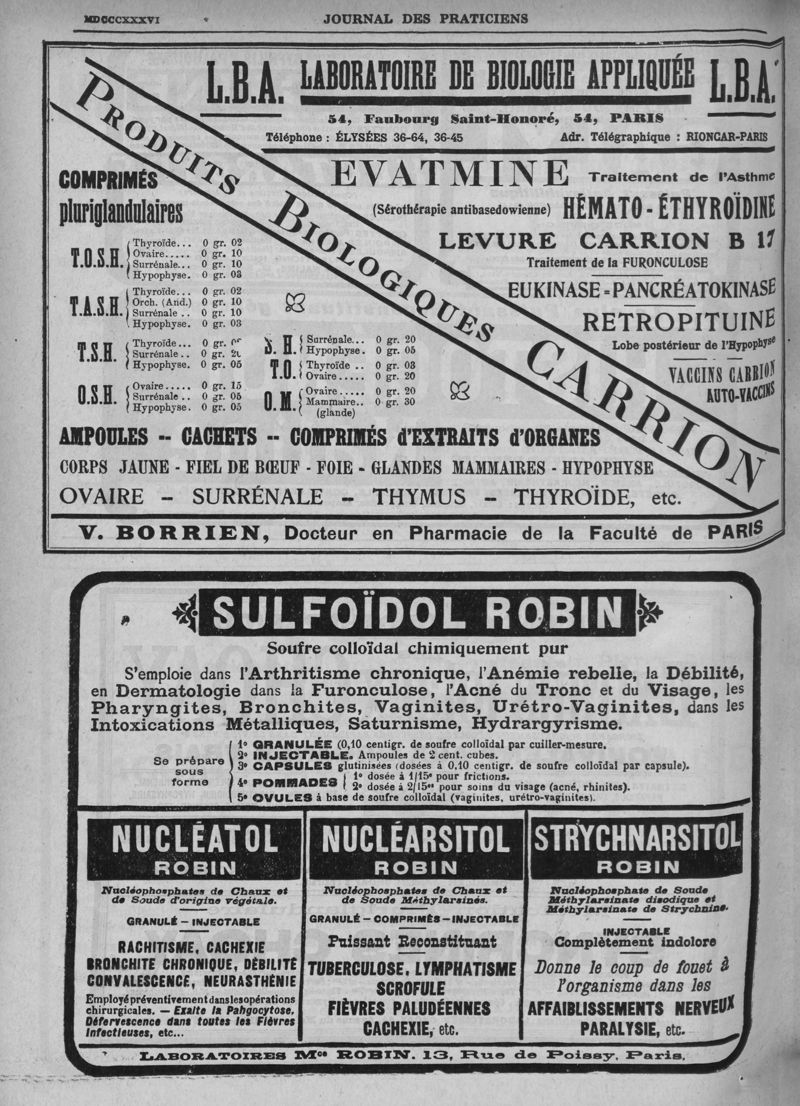 MDCCCXXXVI
JOURNAL DES PRATICIENS
L.B.A. LABORATOIRE DE BIOLOGIE APPLIQUÉE L.B.A.
54, Faubourg Saint-Honoré, 54, PARIS
Téléphone : ÉLYSÉES 36-64, 36-45
Adr. Télégraphique : RIONCAR-PARIS
PRODUITS BIOLOGIQUES CARRION
EVATMINE Traitement de l'Asthme
(Sérothérapie antibasedowienne) HÉMATO-ÉTHYROÏDINE
LEVURE CARRION B 17
Traitement de la FURONCULOSE
EUKINASE=PANCRÉATOKINASE
RETROPITUINE
Lobe postérieur de l'Hypophyse
VACCINS CARRION
AUTO-VACCINS
COMPRIMÉS
pluriglandulaires
T.O.S.H.
Thyroïde... 0 gr. 02
Ovaire..... 0 gr. 10
Surrénale... 0 gr. 10
Hypophyse. 0 gr. 03
T.A.S.H.
Thyroïde... 0 gr. 02
Orch. (And.) 0 gr. 10
Surrénale .. 0 gr. 10
Hypophyse. 0 gr. 03
T.S.H.
Thyroïde... 0 gr.
Surrénale .. 0 gr.
Hypophyse. 0 gr. 05
O.S.H.
Ovaire..... 0 gr. 15
Surrénale .. 0 gr. 05
Hypophyse. 0 gr. 05
S. H.
Surrénale... 0 gr. 20
Hypophyse. 0 gr. 05
T.O.
Thyroïde .. 0 gr. 03
Ovaire..... 0 gr. 20
O.M.
(glande)
Ovaire..... 0 gr. 20
Mammaire.. 0 gr. 30
AMPOULES -- CACHETS -- COMPRIMÉS d'EXTRAITS d'ORGANES
CORPS JAUNE - FIEL DE BŒUF - FOIE - GLANDES MAMMAIRES - HYPOPHYSE
OVAIRE – SURRÉNALE – THYMUS – THYROÏDE, etc.
V. BORRIEN, Docteur en Pharmacie de la Faculté de PARIS
SULFOÏDOL ROBIN
Soufre colloïdal chimiquement pur
S'emploie dans l'Arthritisme chronique, l'Anémie rebelle, la Débilité,
en Dermatologie dans la Furonculose, l'Acné du Tronc et du Visage, les
Pharyngites, Bronchites, Vaginites, Urétro-Vaginites, dans les
Intoxications Métalliques, Saturnisme, Hydrargyrisme.
Se prépare
sous
forme
1º GRANULÉE (0,10 centigr. de soufre colloïdal par cuiller-mesure.
2º INJECTABLE. Ampoules de 2 cent. cubes.
3º CAPSULES glutinisées (dosées à 0,10 centigr. de soufre colloïdal par capsule).
4º POMMADES
1º dosée à 1/15e pour frictions.
2º dosée à 2/15es pour soins du visage (acné, rhinites).
5º OVULES à base de soufre colloïdal (vaginites, urétro-vaginites).
NUCLÉATOL
ROBIN
Nucléophosphates de Chaux et
de Soude d'origine végétale.
GRANULÉ – INJECTABLE
RACHITISME, CACHEXIE
BRONCHITE CHRONIQUE, DÉBILITÉ
CONVALESCENCE, NEURASTHÉNIE
Employé préventivement dans les opérations
chirurgicales. — Exalte la Pahgocytose.
Défervescence dans toutes les Fièvres
infectieuses, etc...
NUCLÉARSITOL
ROBIN
Nucléophosphates de Chaux et
de Soude Méthylarsinés.
GRANULÉ – COMPRIMÉS – INJECTABLE
Puissant Reconstituant
TUBERCULOSE, LYMPHATISME
SCROFULE
FIÈVRES PALUDÉENNES
CACHEXIE, etc.
STRYCHNARSITOL
ROBIN
Nucléophosphate de Soude
Méthylarsinate disodique et
Méthylarsinate de Strychnine.
INJECTABLE
Complètement indolore
Donne le coup de fouet à
l'organisme dans les
AFFAIBLISSEMENTS NERVEUX
PARALYSIE, etc.
LABORATOIRES Mce ROBIN, 13, Rue de Poissy, Paris.